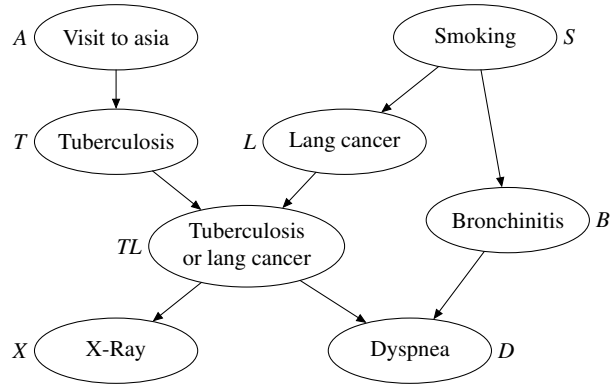 A Visit to asia
Smoking S
T Tuberculosis
L Lang cancer
Bronchinitis B
TL Tuberculosis
or lang cancer
X X-Ray
Dyspnea D